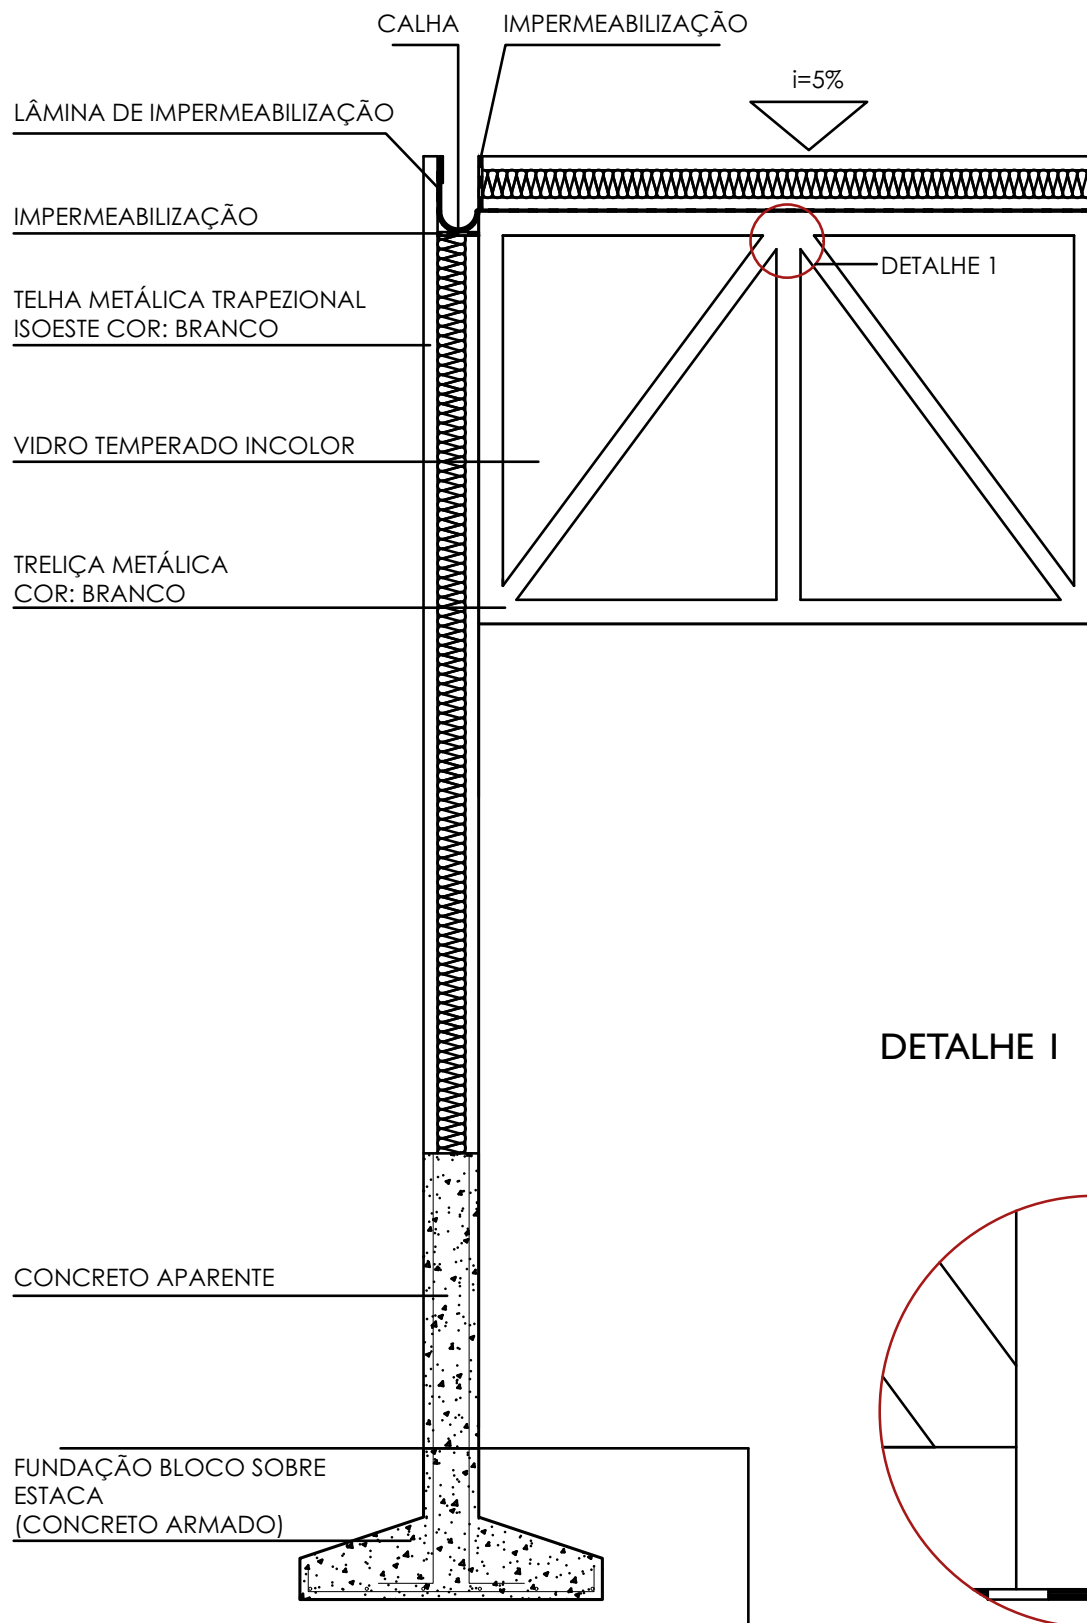 CALHA
IMPERMEABILIZAÇÃO
i=5%
LÂMINA DE IMPERMEABILIZAÇÃO
IMPERMEABILIZAÇÃO
DETALHE 1
TELHA METÁLICA TRAPEZIONAL
ISOESTE COR: BRANCO
VIDRO TEMPERADO INCOLOR
TRELIÇA METÁLICA
COR: BRANCO
DETALHE I
CONCRETO APARENTE
FUNDAÇÃO BLOCO SOBRE
ESTACA
(CONCRETO ARMADO)